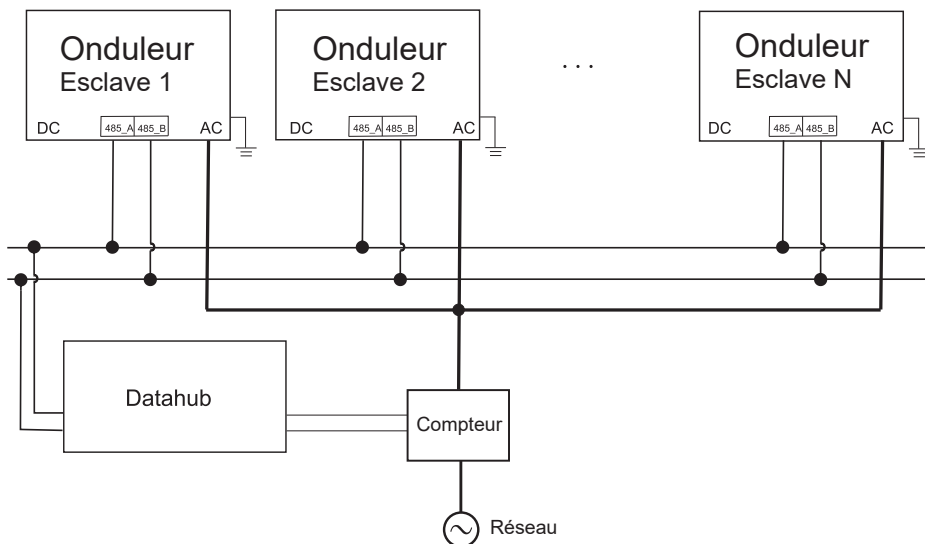 Onduleur
Esclave 1
DC
485_A
485_B
AC
Onduleur
Esclave 2
DC
485_A
485_B
AC
. . .
Onduleur
Esclave N
DC
485_A
485_B
AC
Datahub
Compteur
Réseau